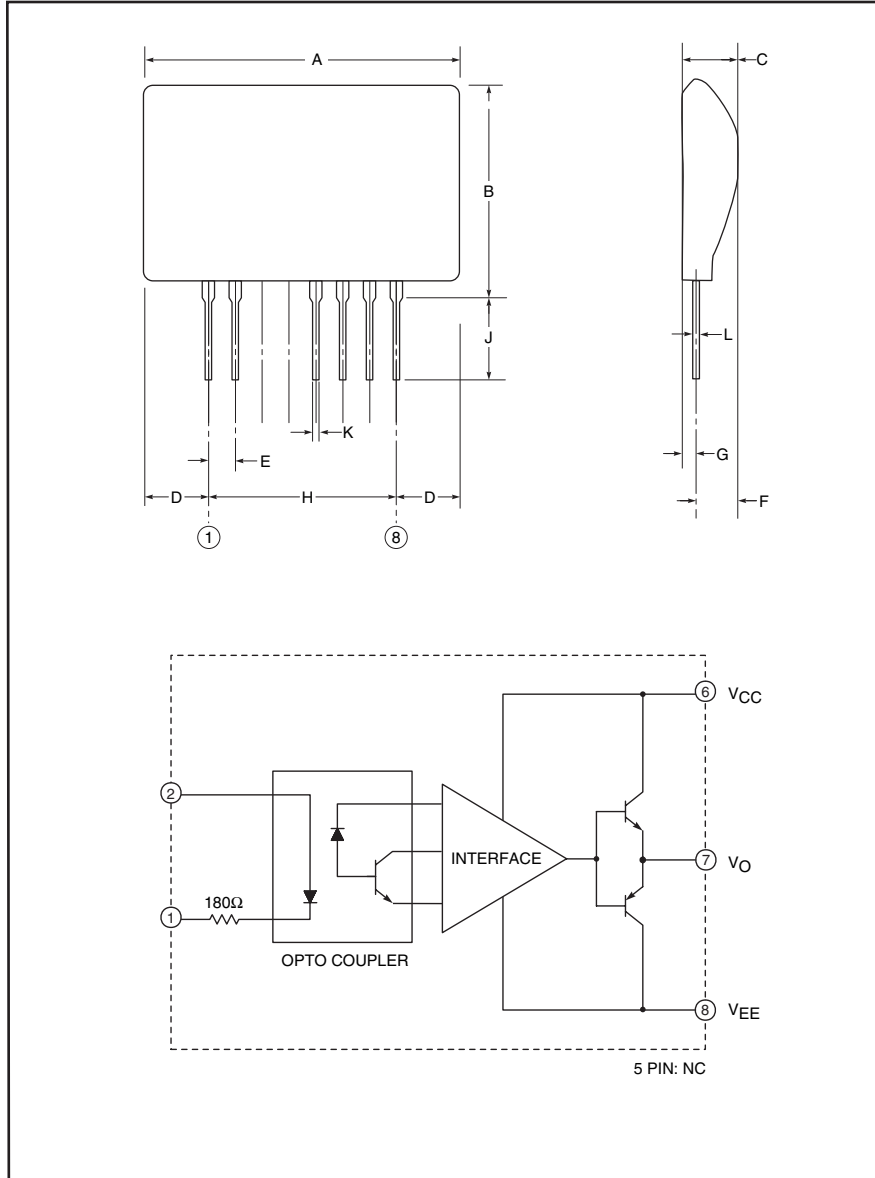 A
C
B
J
L
K
E
G
D
H
D
F
①
⑧
⑥ VCC
②
INTERFACE
⑦ VO
180Ω
①
OPTO COUPLER
⑧ VEE
5 PIN: NC